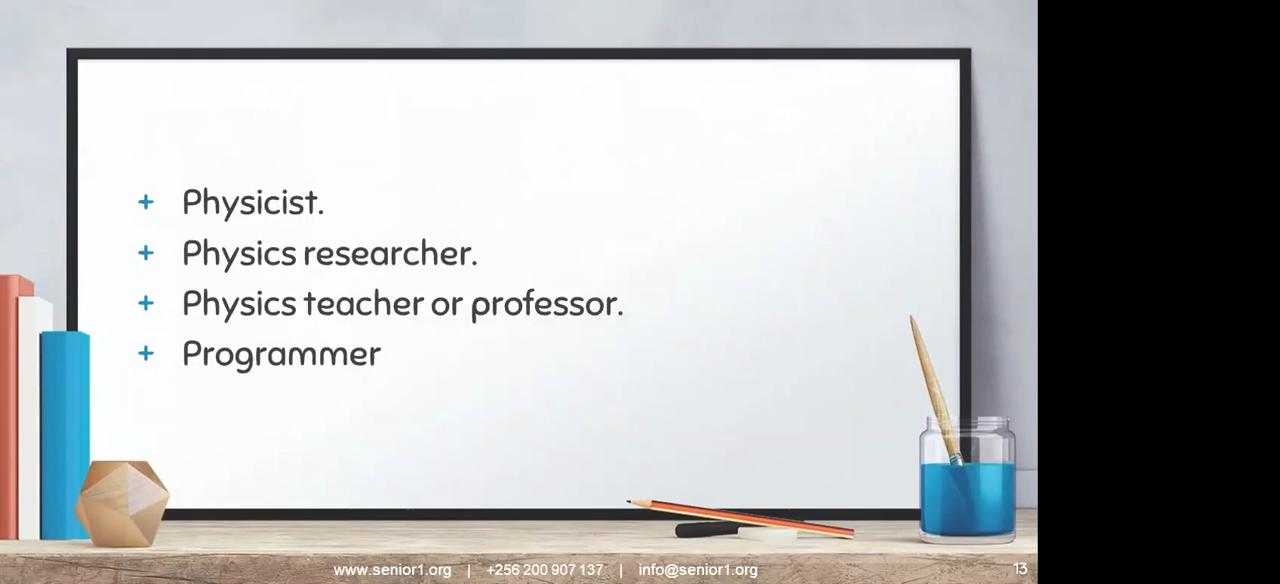 + Physicist.
+ Physics researcher.
+ Physics teacher or professor.
+ Programmer
www.senior1.org | +256 200 907 137 | info@senior1.org
13